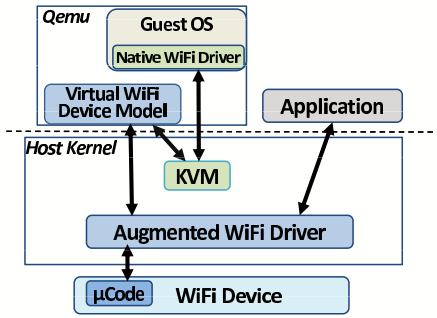 Qemu
Guest OS
Native WiFi Driver
Virtual WiFi
Device Model
Application
Host Kernel
KVM
Augmented WiFi Driver
µCode
WiFi Device